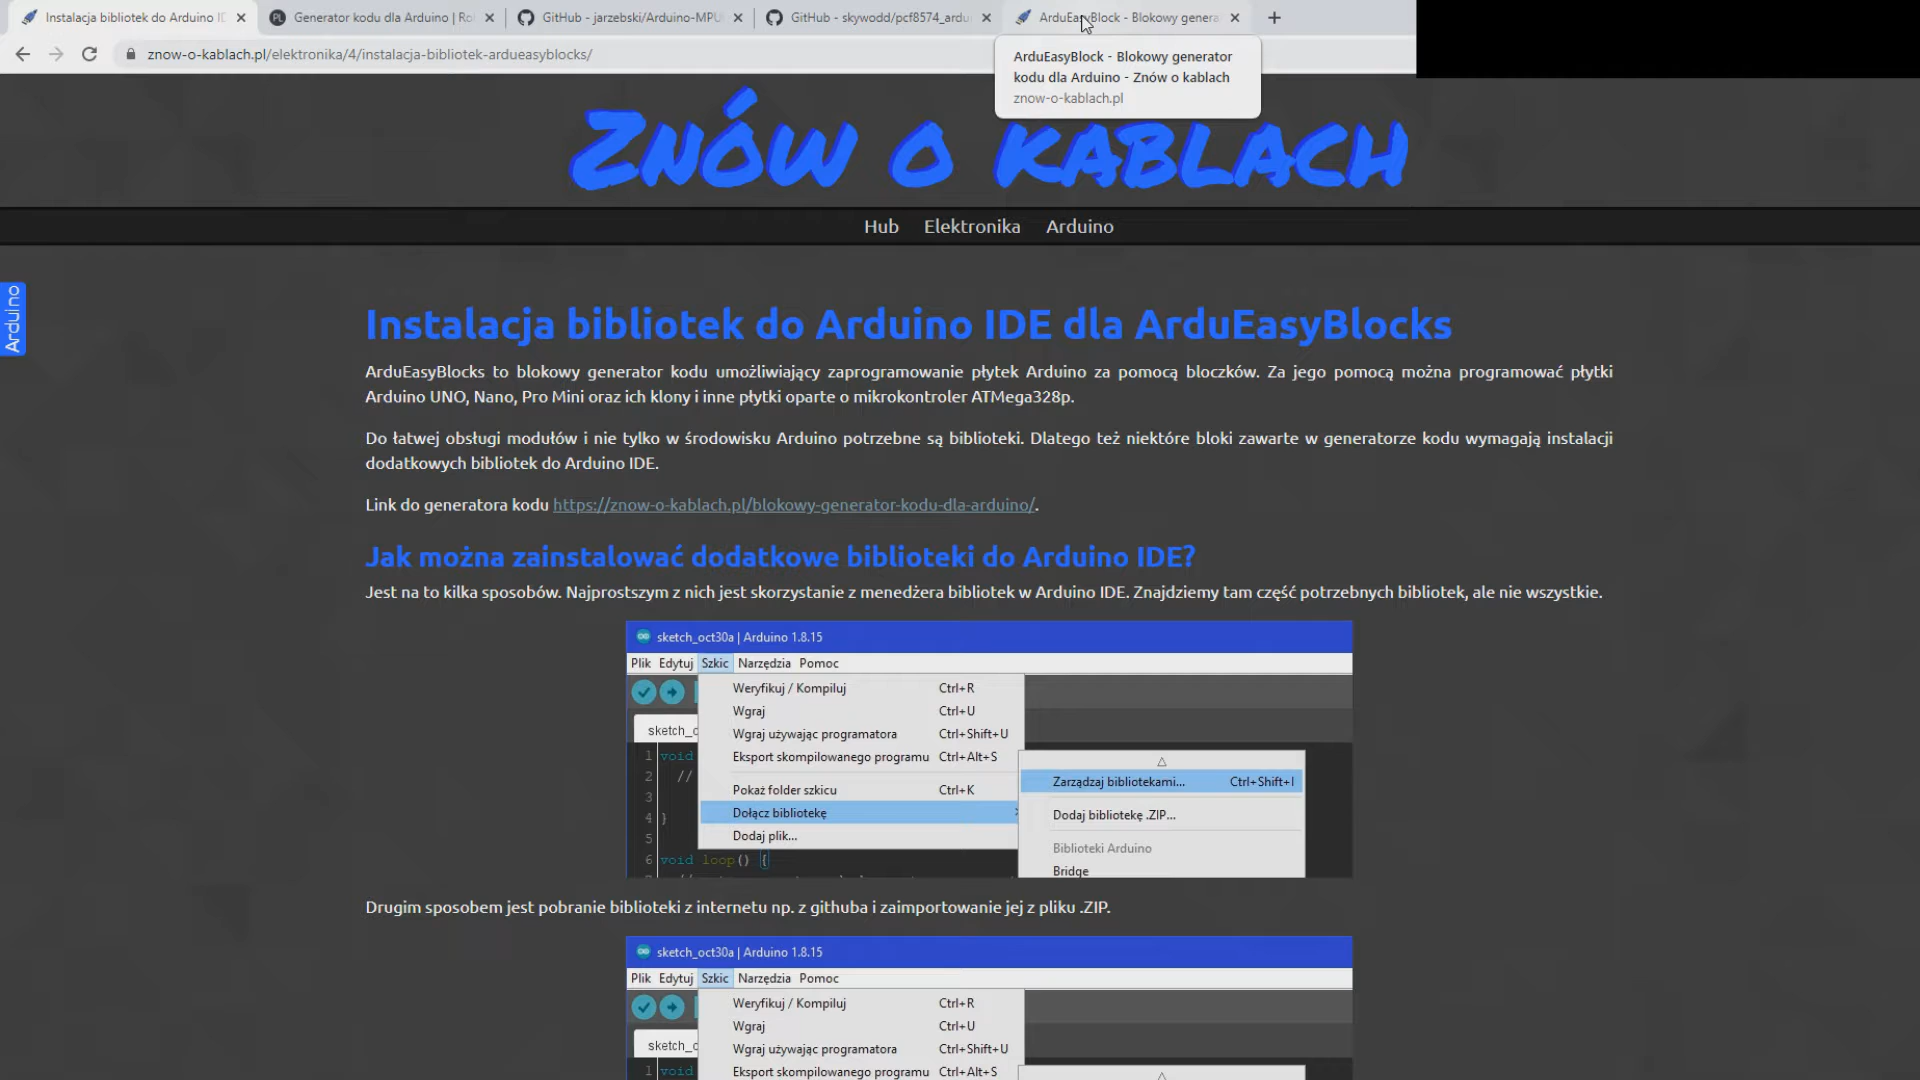 Instalacja bibliotek do Arduino ID
Generator kodu dla Arduino | Ro
GitHub - jarzebski/Arduino-MPU
GitHub - skywodd/pcf8574_ardu
ArduEasyBlock - Blokowy genera
znow-o-kablach.pl/elektronika/4/instalacja-bibliotek-ardueasyblocks/
ArduEasyBlock - Blokowy generator
kodu dla Arduino - Znów o kablach
znow-o-kablach.pl
Znów o kablach
Hub Elektronika Arduino
Arduino
Instalacja bibliotek do Arduino IDE dla ArduEasyBlocks
ArduEasyBlocks to blokowy generator kodu umożliwiający zaprogramowanie płytek Arduino za pomocą bloczków. Za jego pomocą można programować płytki
Arduino UNO, Nano, Pro Mini oraz ich klony i inne płytki oparte o mikrokontroler ATMega328p.
Do łatwej obsługi modułów i nie tylko w środowisku Arduino potrzebne są biblioteki. Dlatego też niektóre bloki zawarte w generatorze kodu wymagają instalacji
dodatkowych bibliotek do Arduino IDE.
Link do generatora kodu https://znow-o-kablach.pl/blokowy-generator-kodu-dla-arduino/.
Jak można zainstalować dodatkowe biblioteki do Arduino IDE?
Jest na to kilka sposobów. Najprostszym z nich jest skorzystanie z menedżera bibliotek w Arduino IDE. Znajdziemy tam część potrzebnych bibliotek, ale nie wszystkie.
sketch_oct30a | Arduino 1.8.15
Plik Edytuj Szkic Narzędzia Pomoc
Weryfikuj / Kompiluj Ctrl+R
Wgraj Ctrl+U
sketch_o
Wgraj używając programatora Ctrl+Shift+U
1 void
Eksport skompilowanego programu Ctrl+Alt+S
2 //
Zarządzaj bibliotekami... Ctrl+Shift+I
3
Pokaż folder szkicu Ctrl+K
4 }
Dołącz bibliotekę
Dodaj bibliotekę .ZIP...
5
Dodaj plik...
Biblioteki Arduino
6 void loop() {
Bridge
Drugim sposobem jest pobranie biblioteki z internetu np. z githuba i zaimportowanie jej z pliku .ZIP.
sketch_oct30a | Arduino 1.8.15
Plik Edytuj Szkic Narzędzia Pomoc
Weryfikuj / Kompiluj Ctrl+R
Wgraj Ctrl+U
sketch_o
Wgraj używając programatora Ctrl+Shift+U
1 void
Eksport skompilowanego programu Ctrl+Alt+S